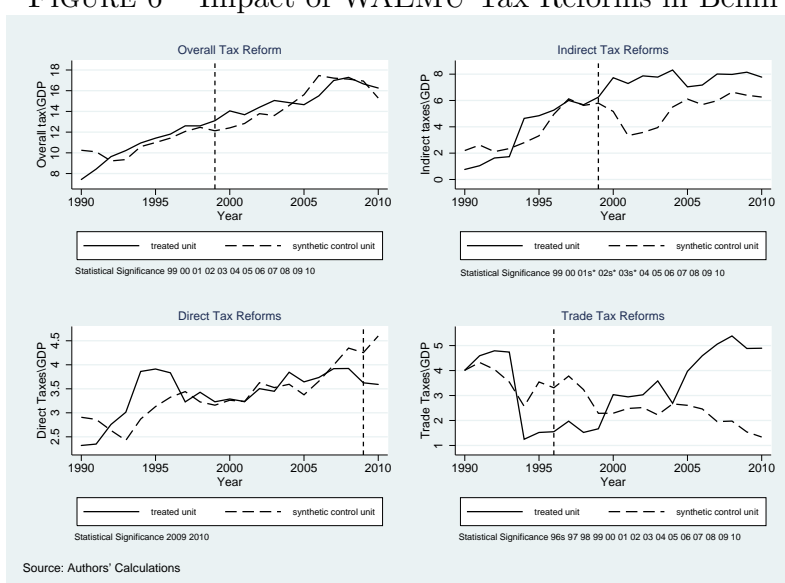 FIGURE 6 Impact of WAEMU Tax Reforms in Benin
Overall Tax Reform
Overall tax\GDP
18
16
14
12
10
8
1990 1995 2000 2005 2010
Year
treated unit synthetic control unit
Statistical Significance 99 00 01 02 03 04 05 06 07 08 09 10
Indirect Tax Reforms
Indirect taxes\GDP
8
6
4
2
0
1990 1995 2000 2005 2010
Year
treated unit synthetic control unit
Statistical Significance 99 00 01s* 02s* 03s* 04 05 06 07 08 09 10
Direct Tax Reforms
Direct Taxes\GDP
4.5
4
3.5
3
2.5
1990 1995 2000 2005 2010
Year
treated unit synthetic control unit
Statistical Significance 2009 2010
Trade Tax Reforms
Trade Taxes\GDP
5
4
3
2
1
1990 1995 2000 2005 2010
Year
treated unit synthetic control unit
Statistical Significance 96s 97 98 99 00 01 02 03 04 05 06 07 08 09 10
Source: Authors' Calculations